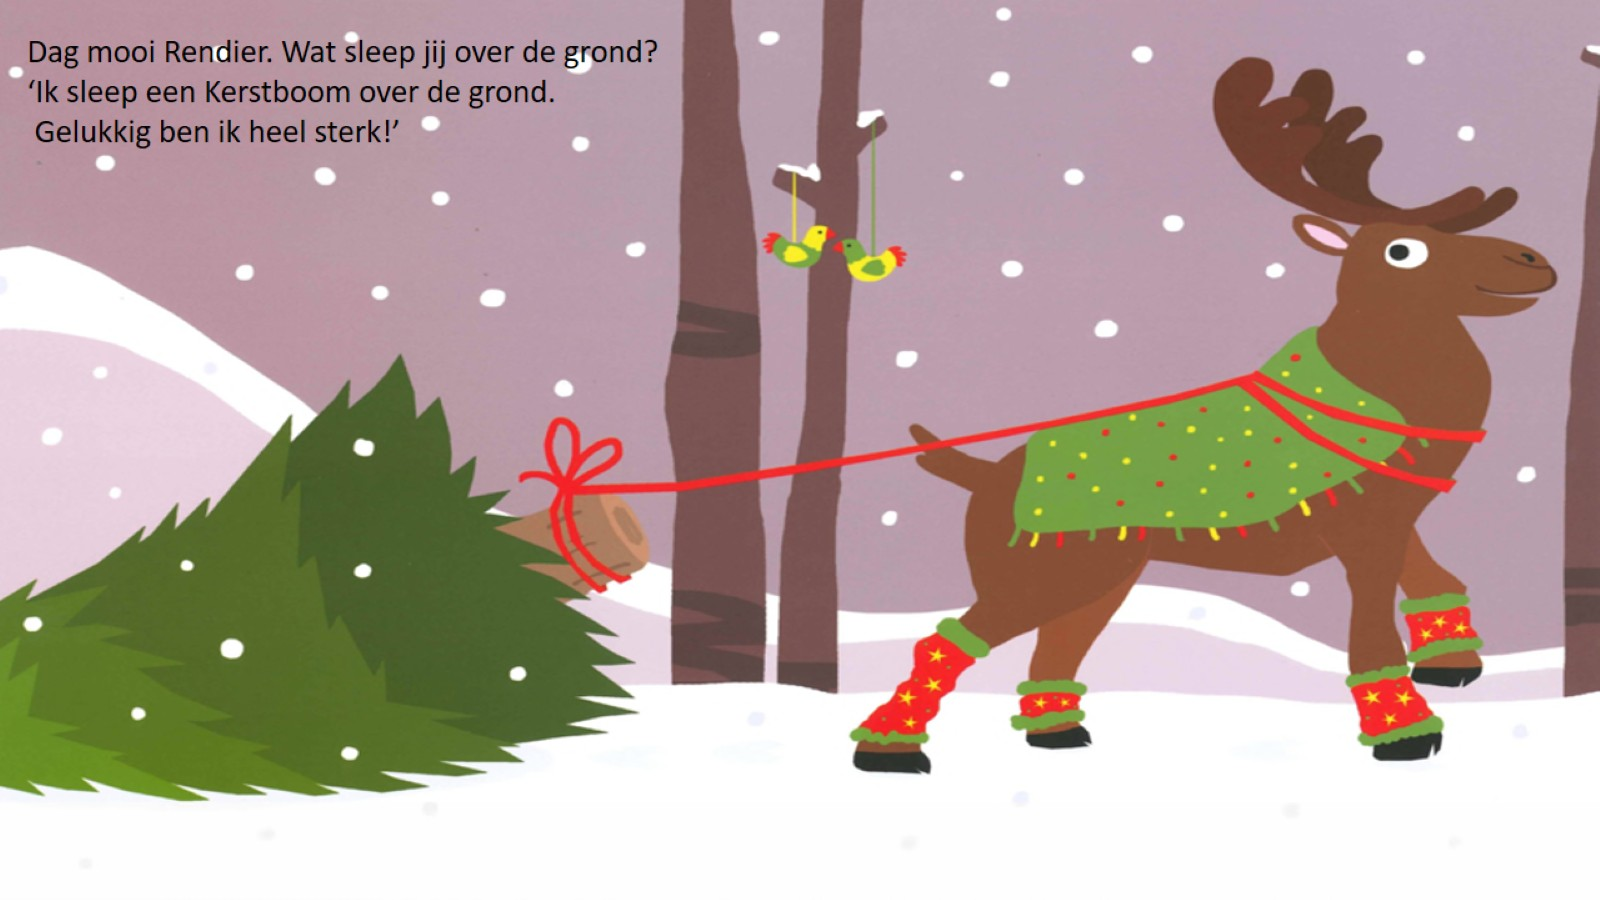 Dag mooi Rendier. Wat sleep jij over de grond?
‘Ik sleep een Kerstboom over de grond.
Gelukkig ben ik heel sterk!’